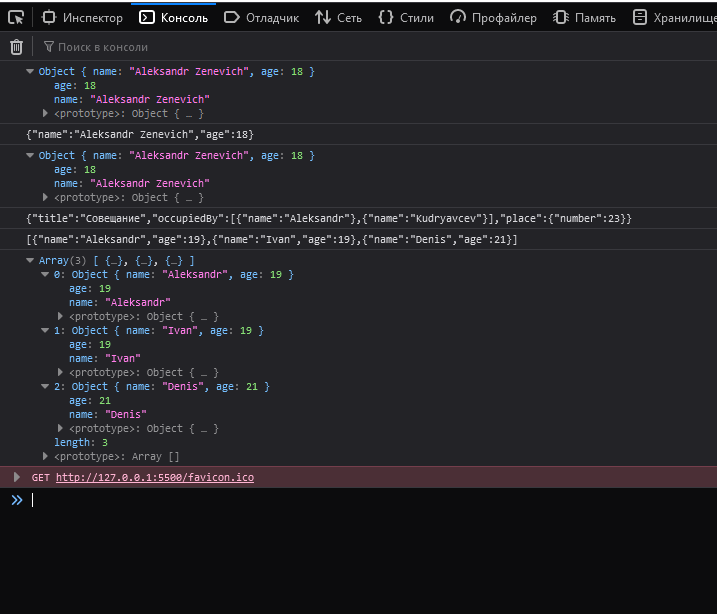 Инспектор Консоль Отладчик Сеть Стили Профайлер Память Хранилище
Поиск в консоли
Object { name: "Aleksandr Zenevich", age: 18 }
age: 18
name: "Aleksandr Zenevich"
<prototype>: Object { … }
{"name":"Aleksandr Zenevich","age":18}
Object { name: "Aleksandr Zenevich", age: 18 }
age: 18
name: "Aleksandr Zenevich"
<prototype>: Object { … }
{"title":"Совещание","occupiedBy":[{"name":"Aleksandr"},{"name":"Kudryavcev"}],"place":{"number":23}}
[{"name":"Aleksandr","age":19},{"name":"Ivan","age":19},{"name":"Denis","age":21}]
Array(3) [ {…}, {…}, {…} ]
0: Object { name: "Aleksandr", age: 19 }
age: 19
name: "Aleksandr"
<prototype>: Object { … }
1: Object { name: "Ivan", age: 19 }
age: 19
name: "Ivan"
<prototype>: Object { … }
2: Object { name: "Denis", age: 21 }
age: 21
name: "Denis"
<prototype>: Object { … }
length: 3
<prototype>: Array []
GET http://127.0.0.1:5500/favicon.ico